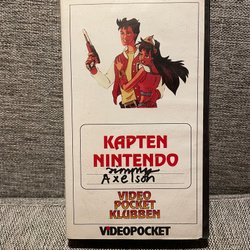 KAPTEN
NINTENDO
Jimmy
Axelson
VIDEO
POCKET
KLUBBEN
VIDEOPOCKET